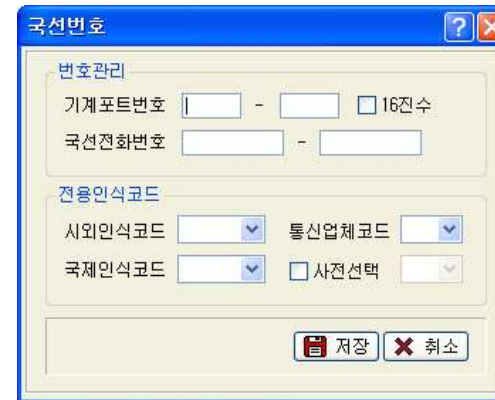 국선번호
번호관리
기계포트번호 - 16진수
국선전화번호 -
전용인식코드
시외인식코드 통신업체코드
국제인식코드 사전선택
저장 취소